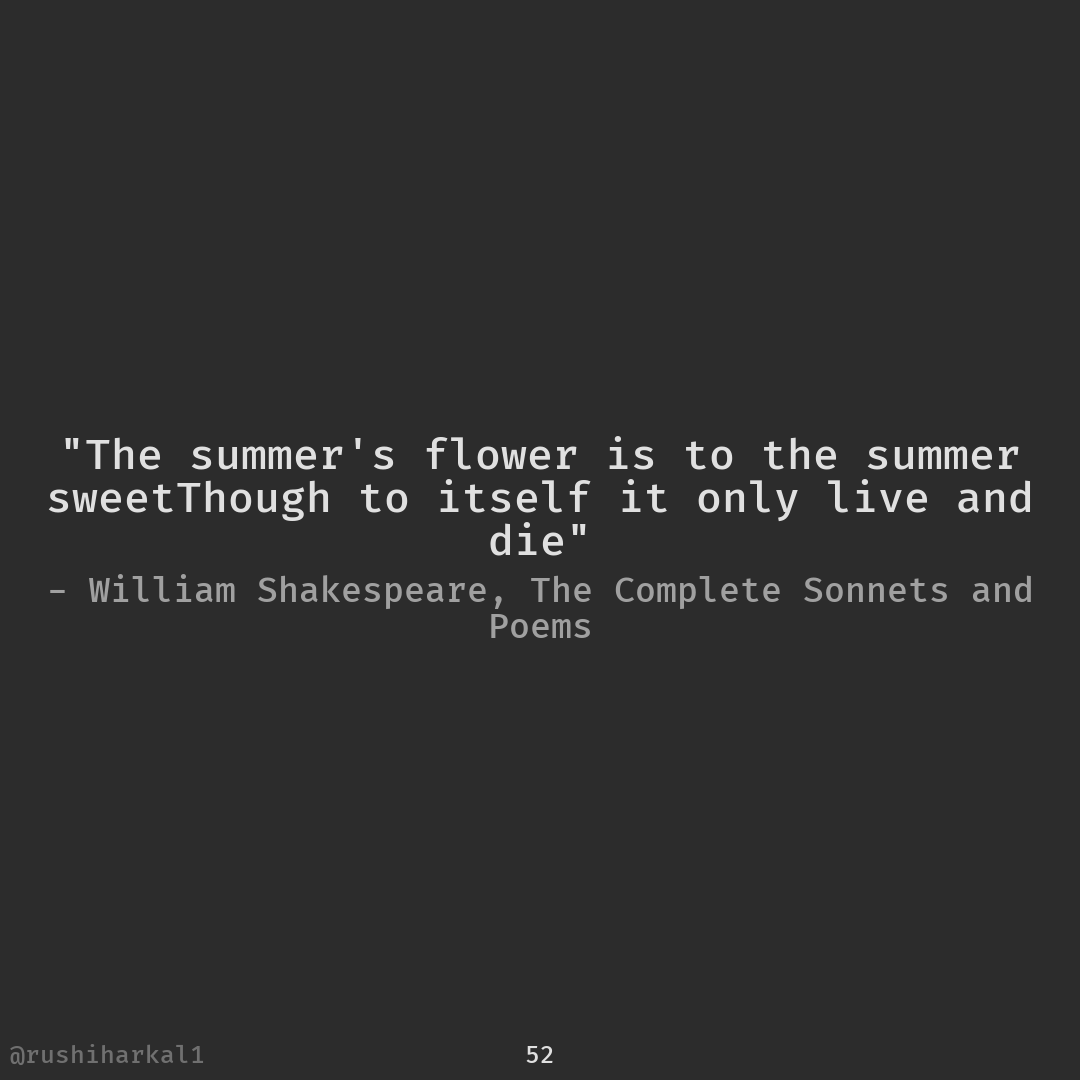 "The summer's flower is to the summer
sweetThough to itself it only live and
die"
- William Shakespeare, The Complete Sonnets and
Poems
@rushiharkal1
52